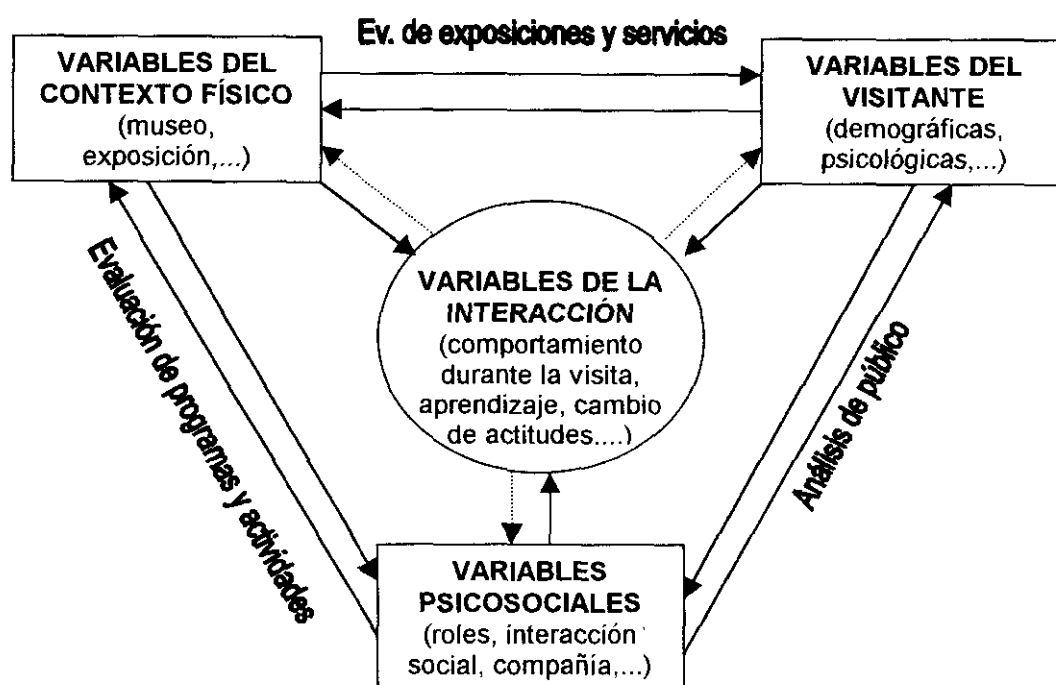 Ev. de exposiciones y servicios
VARIABLES DEL
CONTEXTO FÍSICO
(museo,
exposición,...)
VARIABLES DEL
VISITANTE
(demográficas,
psicológicas,...)
VARIABLES DE LA
INTERACCIÓN
(comportamiento
durante la visita,
aprendizaje, cambio
de actitudes....)
Evaluación de programas y actividades
Análisis de público
VARIABLES
PSICOSOCIALES
(roles, interacción
social, compañía,...)